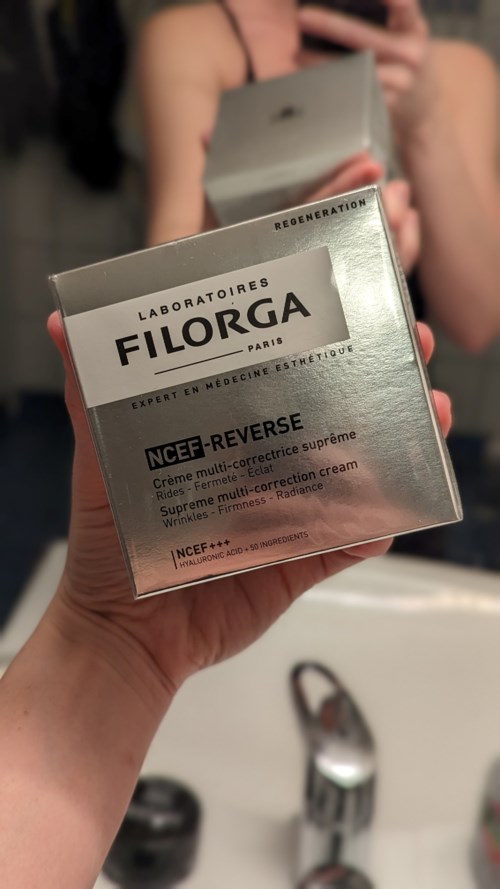 REGENERATION
LABORATOIRES
FILORGA
PARIS
EXPERT EN MÉDECINE ESTHÉTIQUE
NCEF-REVERSE
Crème multi-correctrice suprême
Rides - Fermeté - Éclat
Supreme multi-correction cream
Wrinkles - Firmness - Radiance
NCEF+++
HYALURONIC ACID + 50 INGREDIENTS